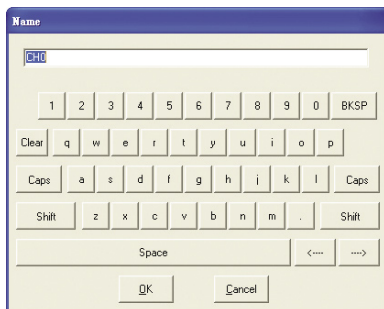 Name
CH0
1 2 3 4 5 6 7 8 9 0 BKSP
Clear q w e r t y u i o p
Caps a s d f g h j k l Caps
Shift z x c v b n m . Shift
Space <---- ---->
OK Cancel